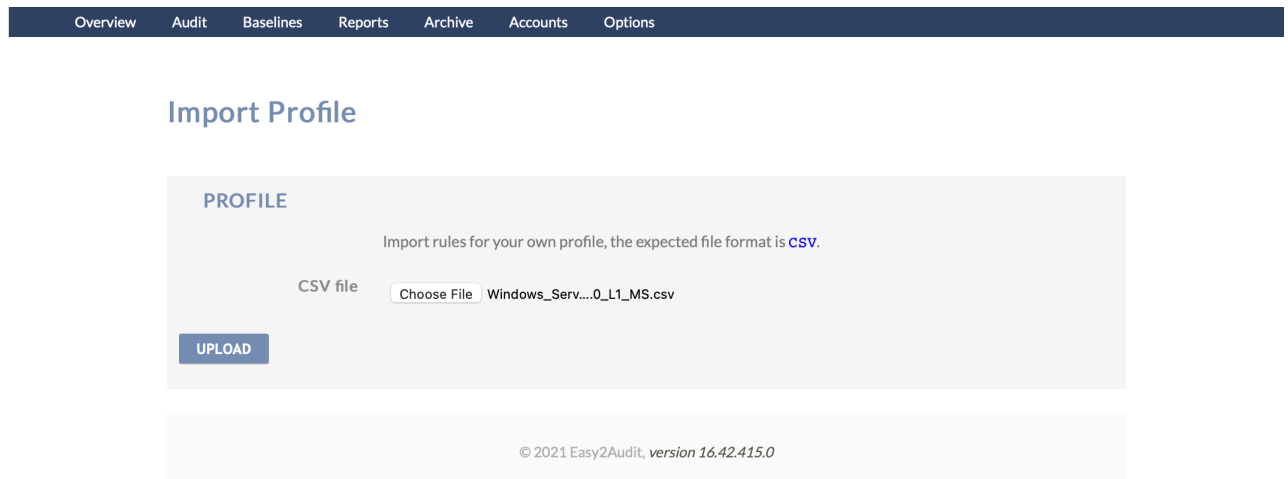 Overview Audit Baselines Reports Archive Accounts Options
Import Profile
PROFILE
Import rules for your own profile, the expected file format is csv.
CSV file Choose File Windows_Serv....0_L1_MS.csv
UPLOAD
© 2021 Easy2Audit, version 16.42.415.0